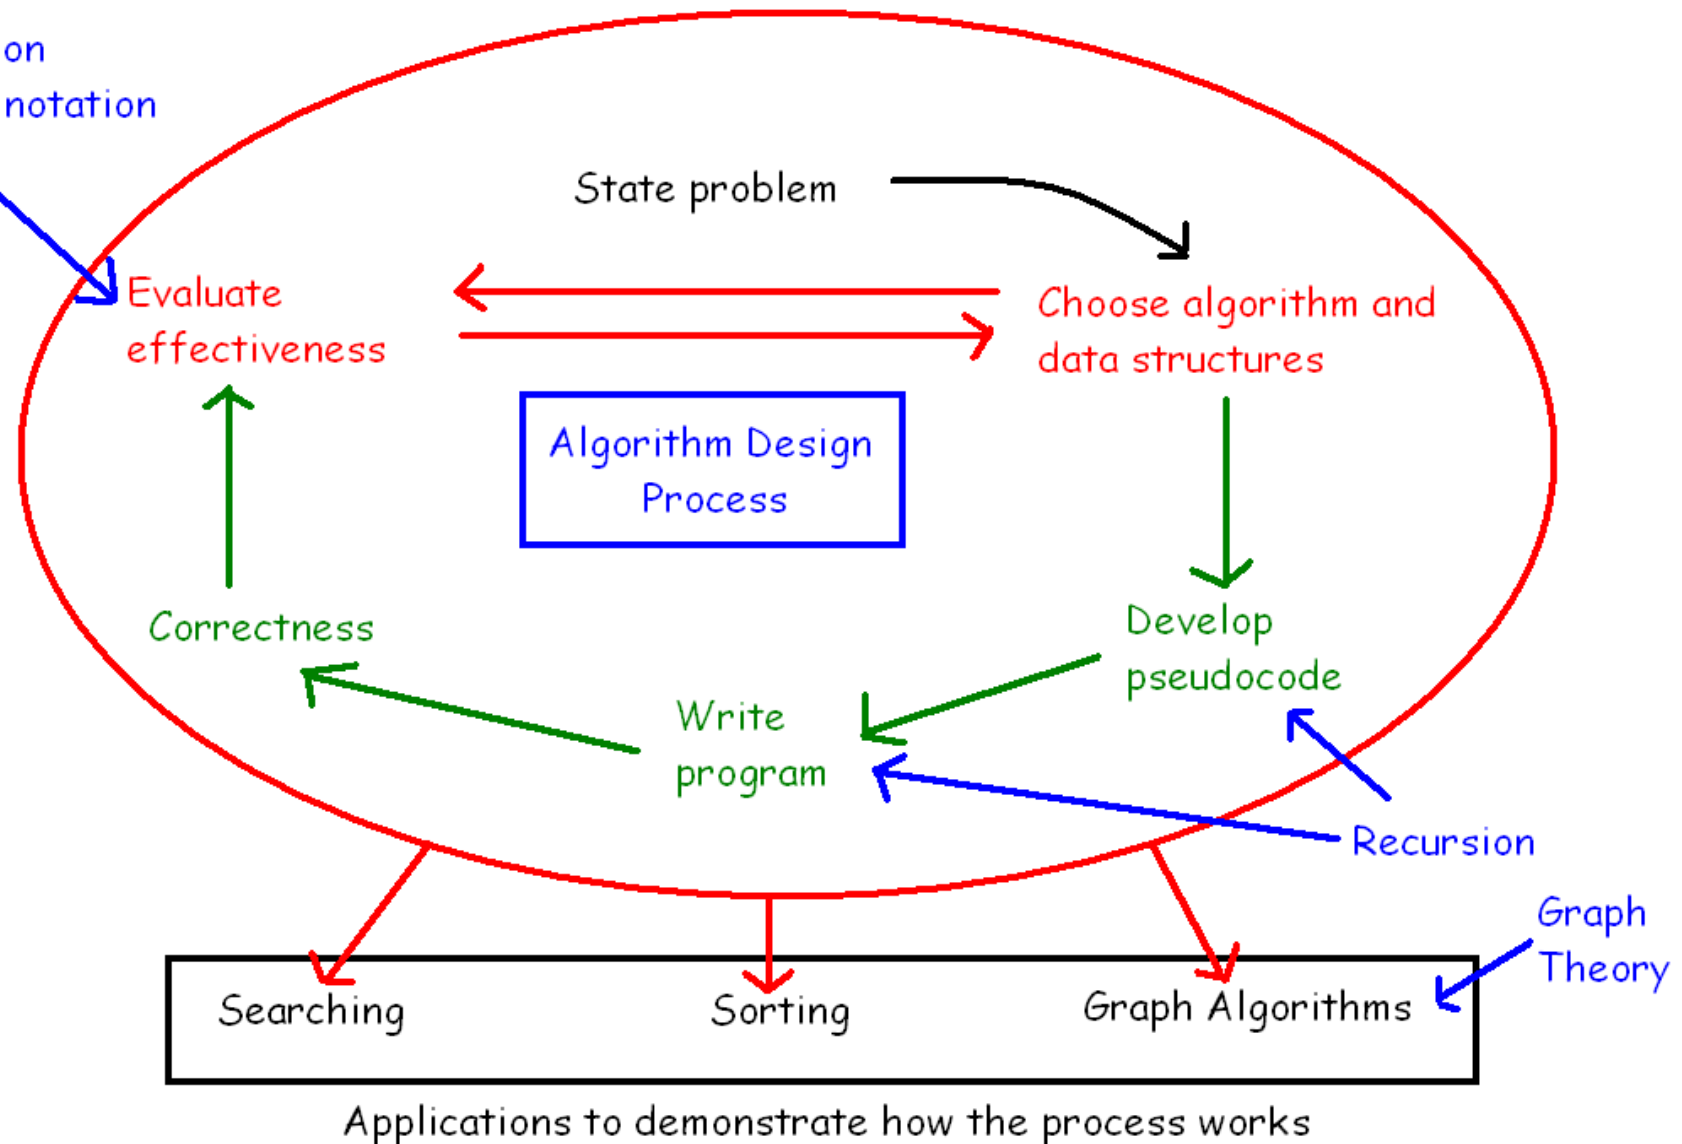 on
notation
State problem
Evaluate
effectiveness
Choose algorithm and
data structures
Algorithm Design
Process
Correctness
Develop
pseudocode
Write
program
Recursion
Graph
Theory
Searching
Sorting
Graph Algorithms
Applications to demonstrate how the process works